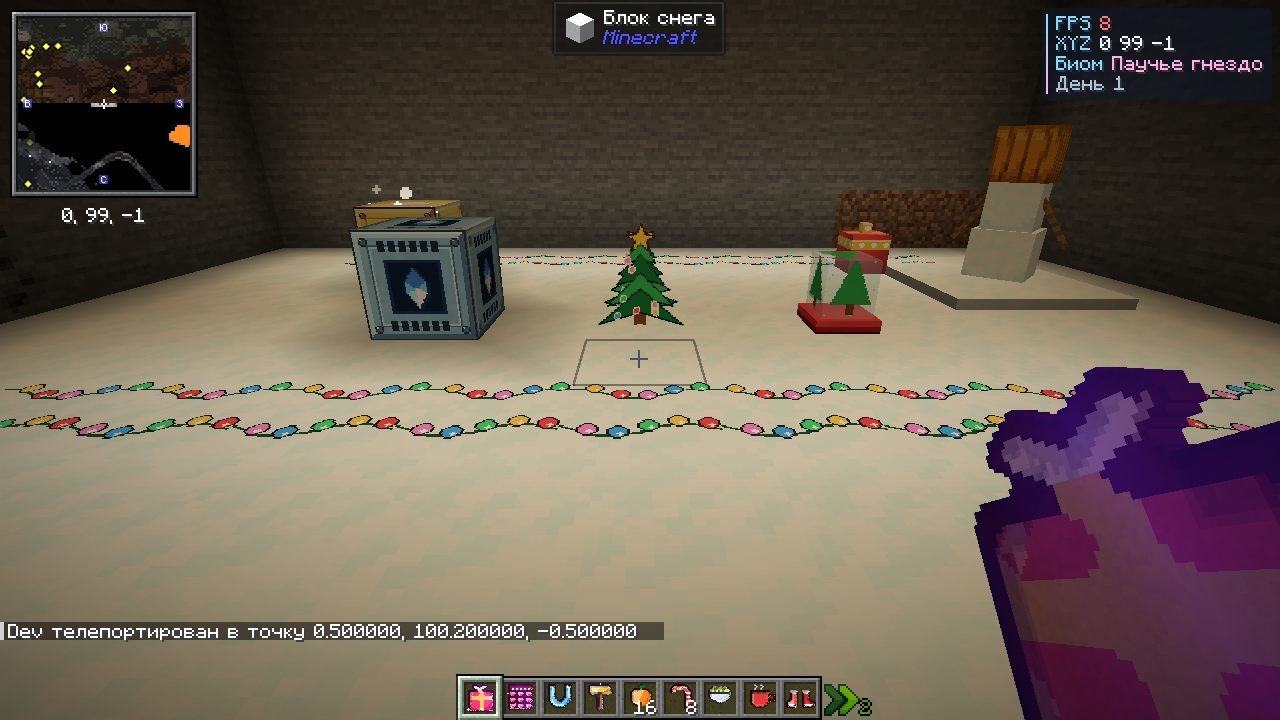 Ю
В
З
С
0, 99, -1
Блок снега
Minecraft
FPS 8
XYZ 0 99 -1
Биом Паучье гнездо
День 1
Dev телепортирован в точку 0.500000, 100.200000, -0.500000
16
8
2